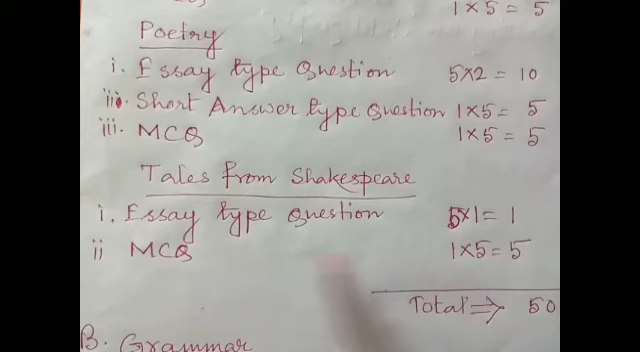 1 × 5 = 5
Poetry
i. Essay type Question 5×2 = 10
ii. Short Answer type Question 1×5 = 5
iii. MCQ 1×5 = 5
Tales from Shakespeare
i. Essay type question 5×1 = 1
ii MCQ 1×5 = 5
Total ⇒ 50
B. Grammar